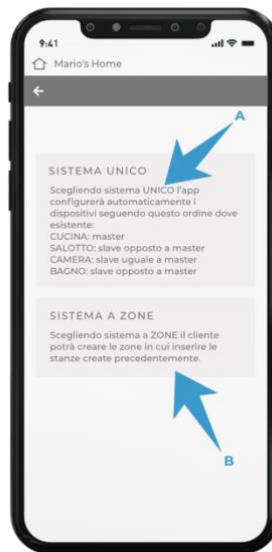 9:41
Mario's Home
A
SISTEMA UNICO
Scegliendo sistema UNICO l'app
configurerà automaticamente i
dispositivi seguendo questo ordine dove
esistente:
CUCINA: master
SALOTTO: slave opposto a master
CAMERA: slave uguale a master
BAGNO: slave opposto a master
SISTEMA A ZONE
Scegliendo sistema a ZONE il cliente
potrà creare le zone in cui inserire le
stanze create precedentemente.
B